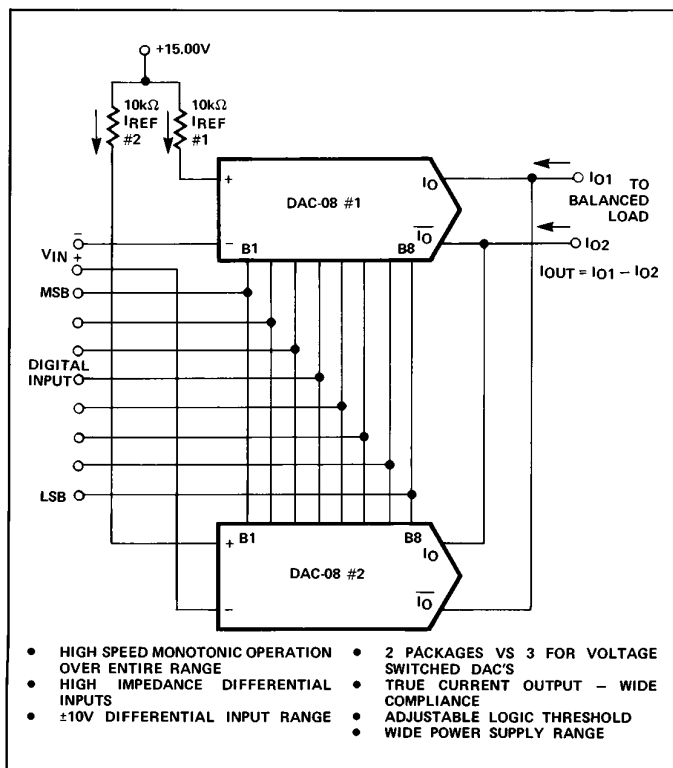 +15.00V
10kΩ
IREF
#2
10kΩ
IREF
#1
+
DAC-08 #1
IO
I̅O̅
−
B1
B8
IO1
TO
BALANCED
LOAD
IO2
IOUT = IO1 − IO2
−
VIN
+
MSB
DIGITAL
INPUT
LSB
B1
B8
+
IO
DAC-08 #2
−
I̅O̅
● HIGH SPEED MONOTONIC OPERATION
OVER ENTIRE RANGE
● HIGH IMPEDANCE DIFFERENTIAL
INPUTS
● ±10V DIFFERENTIAL INPUT RANGE
● 2 PACKAGES VS 3 FOR VOLTAGE
SWITCHED DAC'S
● TRUE CURRENT OUTPUT − WIDE
COMPLIANCE
● ADJUSTABLE LOGIC THRESHOLD
● WIDE POWER SUPPLY RANGE